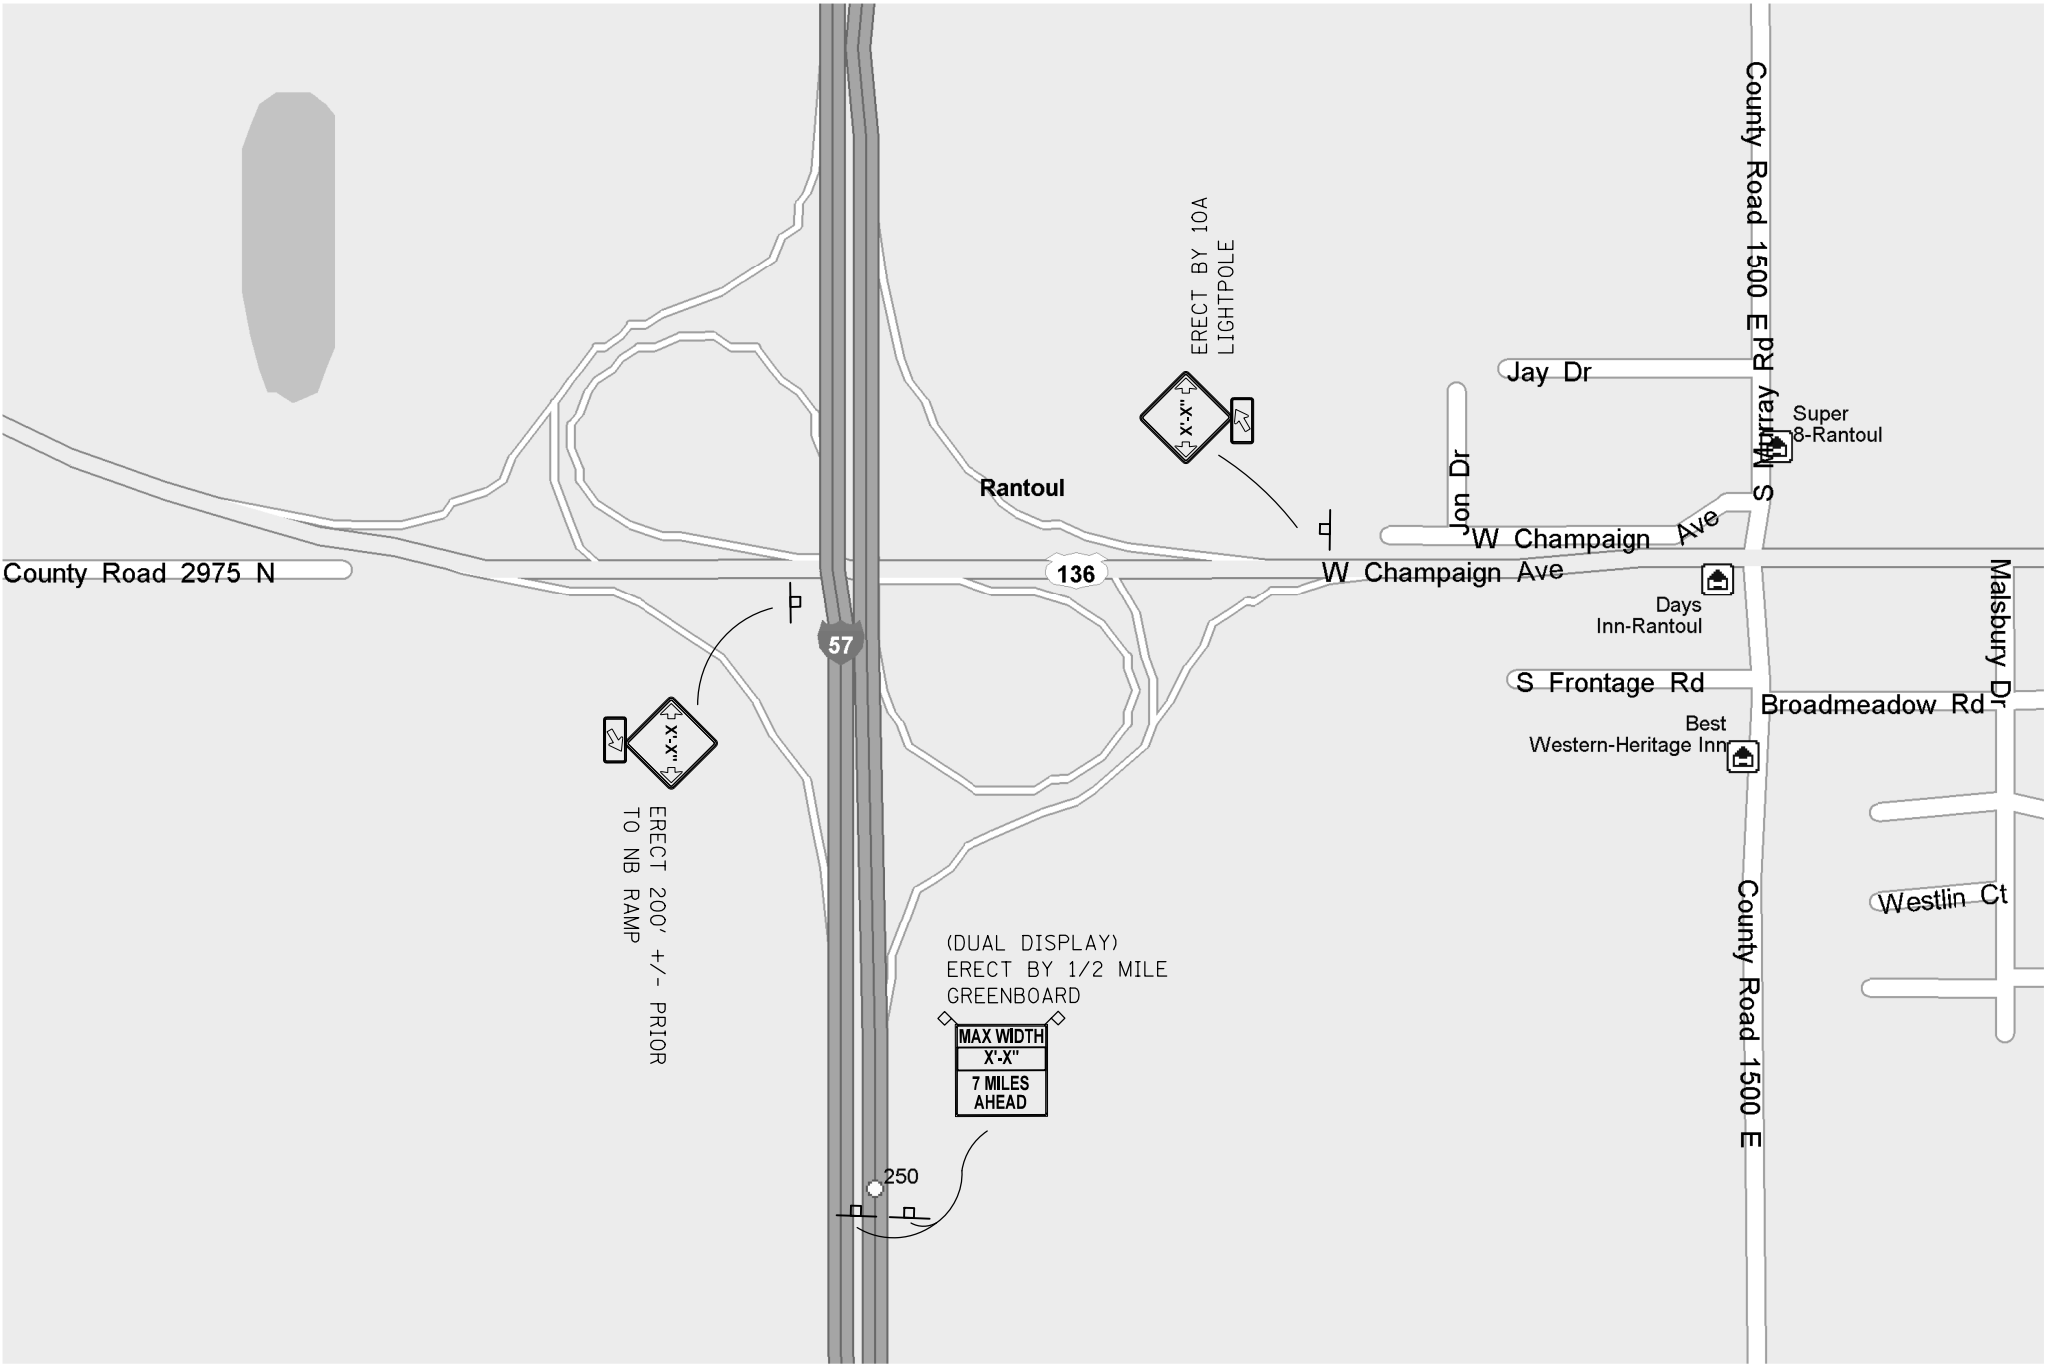 County Road 1500 E
S Murray Rd
ERECT BY 10A
LIGHTPOLE
X'-X"
Jay Dr
Super
8-Rantoul
Jon Dr
Rantoul
W Champaign Ave
136
W Champaign Ave
County Road 2975 N
Days
Inn-Rantoul
Malsbury Dr
57
S Frontage Rd
Broadmeadow Rd
Best
Western-Heritage Inn
X'-X"
ERECT 200' +/- PRIOR
TO NB RAMP
Westlin Ct
County Road 1500 E
(DUAL DISPLAY)
ERECT BY 1/2 MILE
GREENBOARD
MAX WIDTH
X'-X"
7 MILES
AHEAD
250